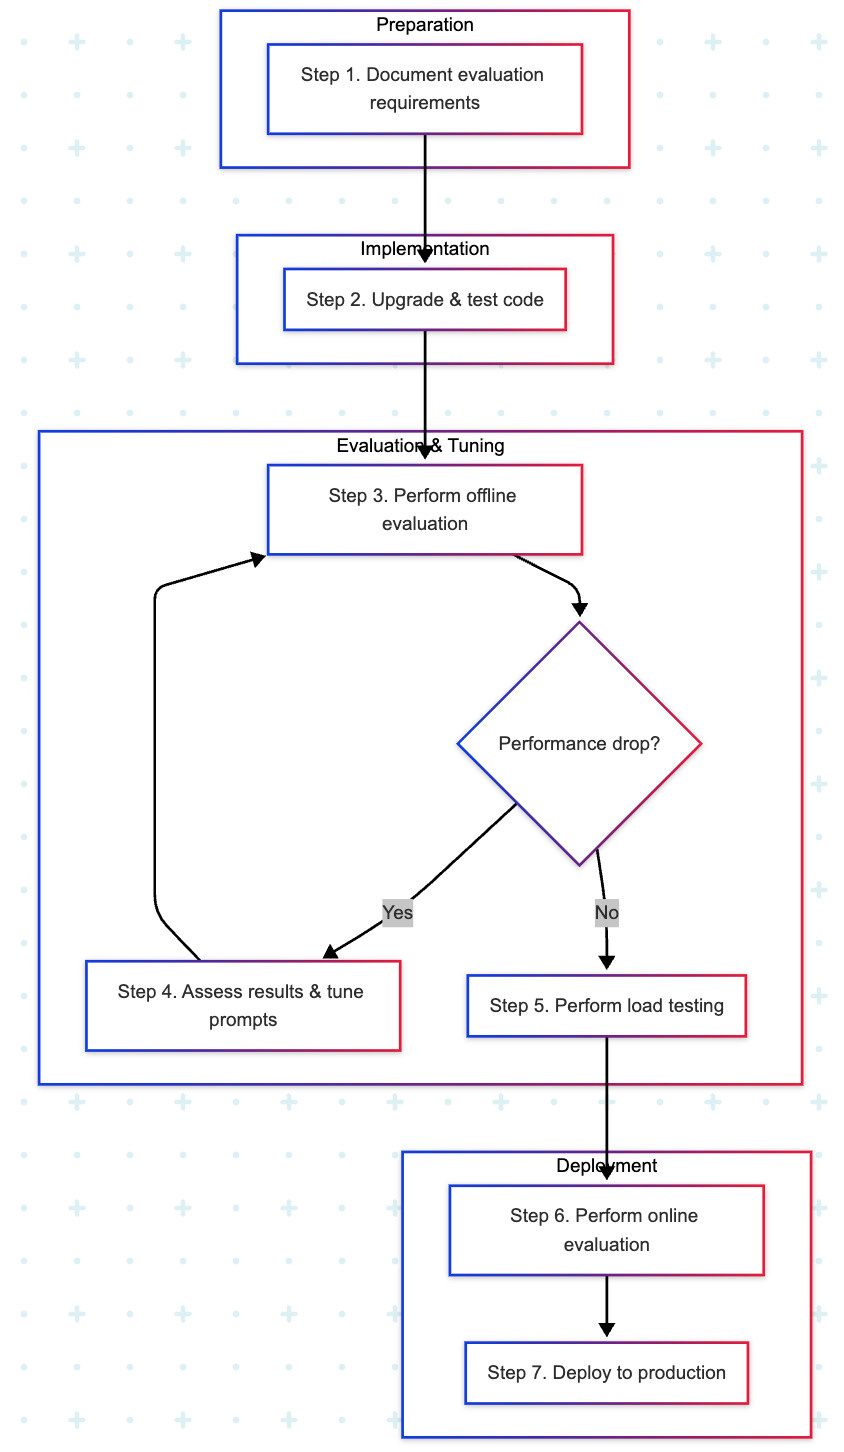 Preparation
Step 1. Document evaluation
requirements
Implementation
Step 2. Upgrade & test code
Evaluation & Tuning
Step 3. Perform offline
evaluation
Performance drop?
Yes
No
Step 4. Assess results & tune
prompts
Step 5. Perform load testing
Deployment
Step 6. Perform online
evaluation
Step 7. Deploy to production